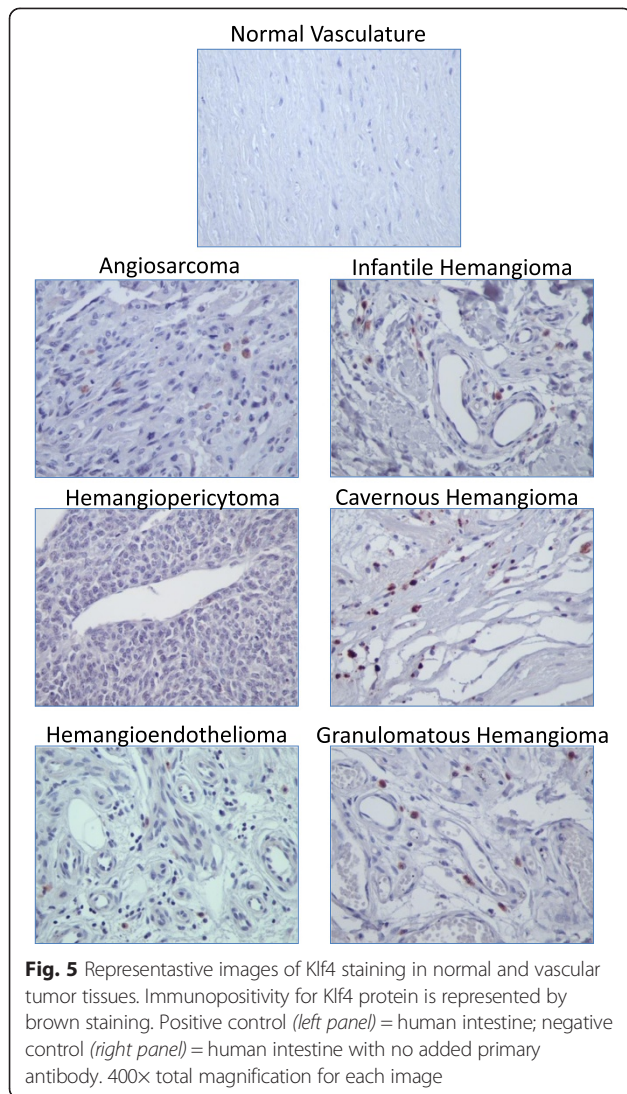 Normal Vasculature
Angiosarcoma
Infantile Hemangioma
Hemangiopericytoma
Cavernous Hemangioma
Hemangioendothelioma
Granulomatous Hemangioma
Fig. 5 Representastive images of Klf4 staining in normal and vascular
tumor tissues. Immunopositivity for Klf4 protein is represented by
brown staining. Positive control (left panel) = human intestine; negative
control (right panel) = human intestine with no added primary
antibody. 400× total magnification for each image